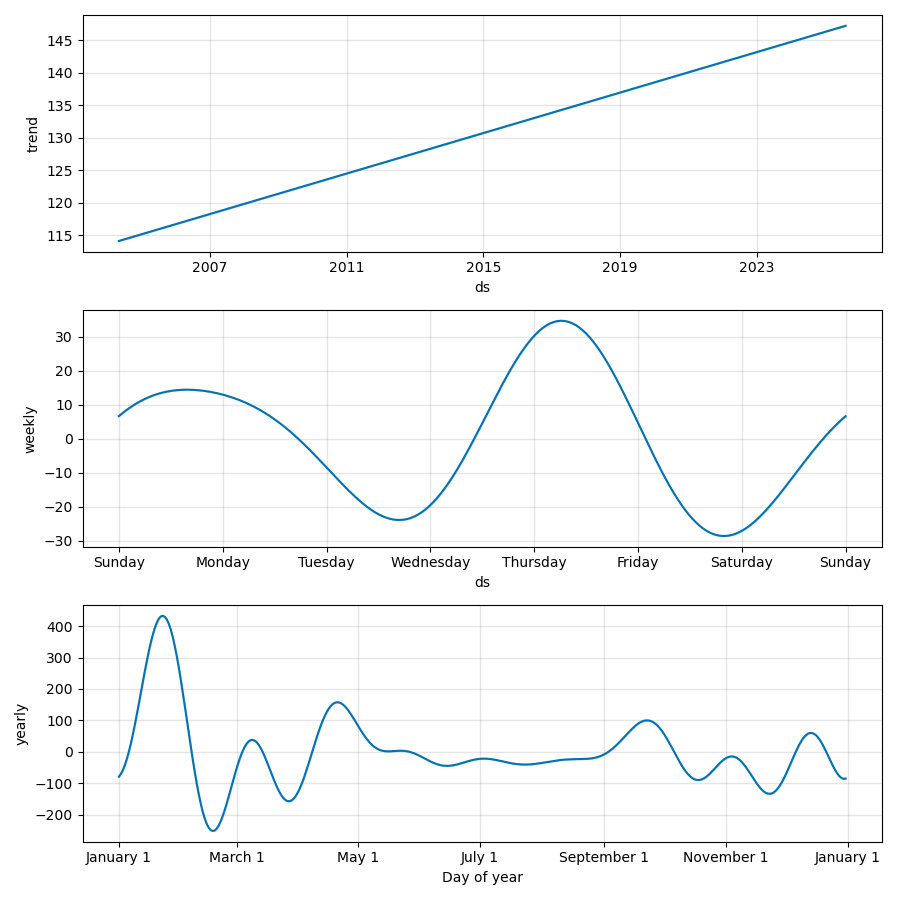 145
140
135
130
125
120
115
trend
2007 2011 2015 2019 2023
ds
30
20
10
0
−10
−20
−30
weekly
Sunday Monday Tuesday Wednesday Thursday Friday Saturday Sunday
ds
400
300
200
100
0
−100
−200
yearly
January 1 March 1 May 1 July 1 September 1 November 1 January 1
Day of year